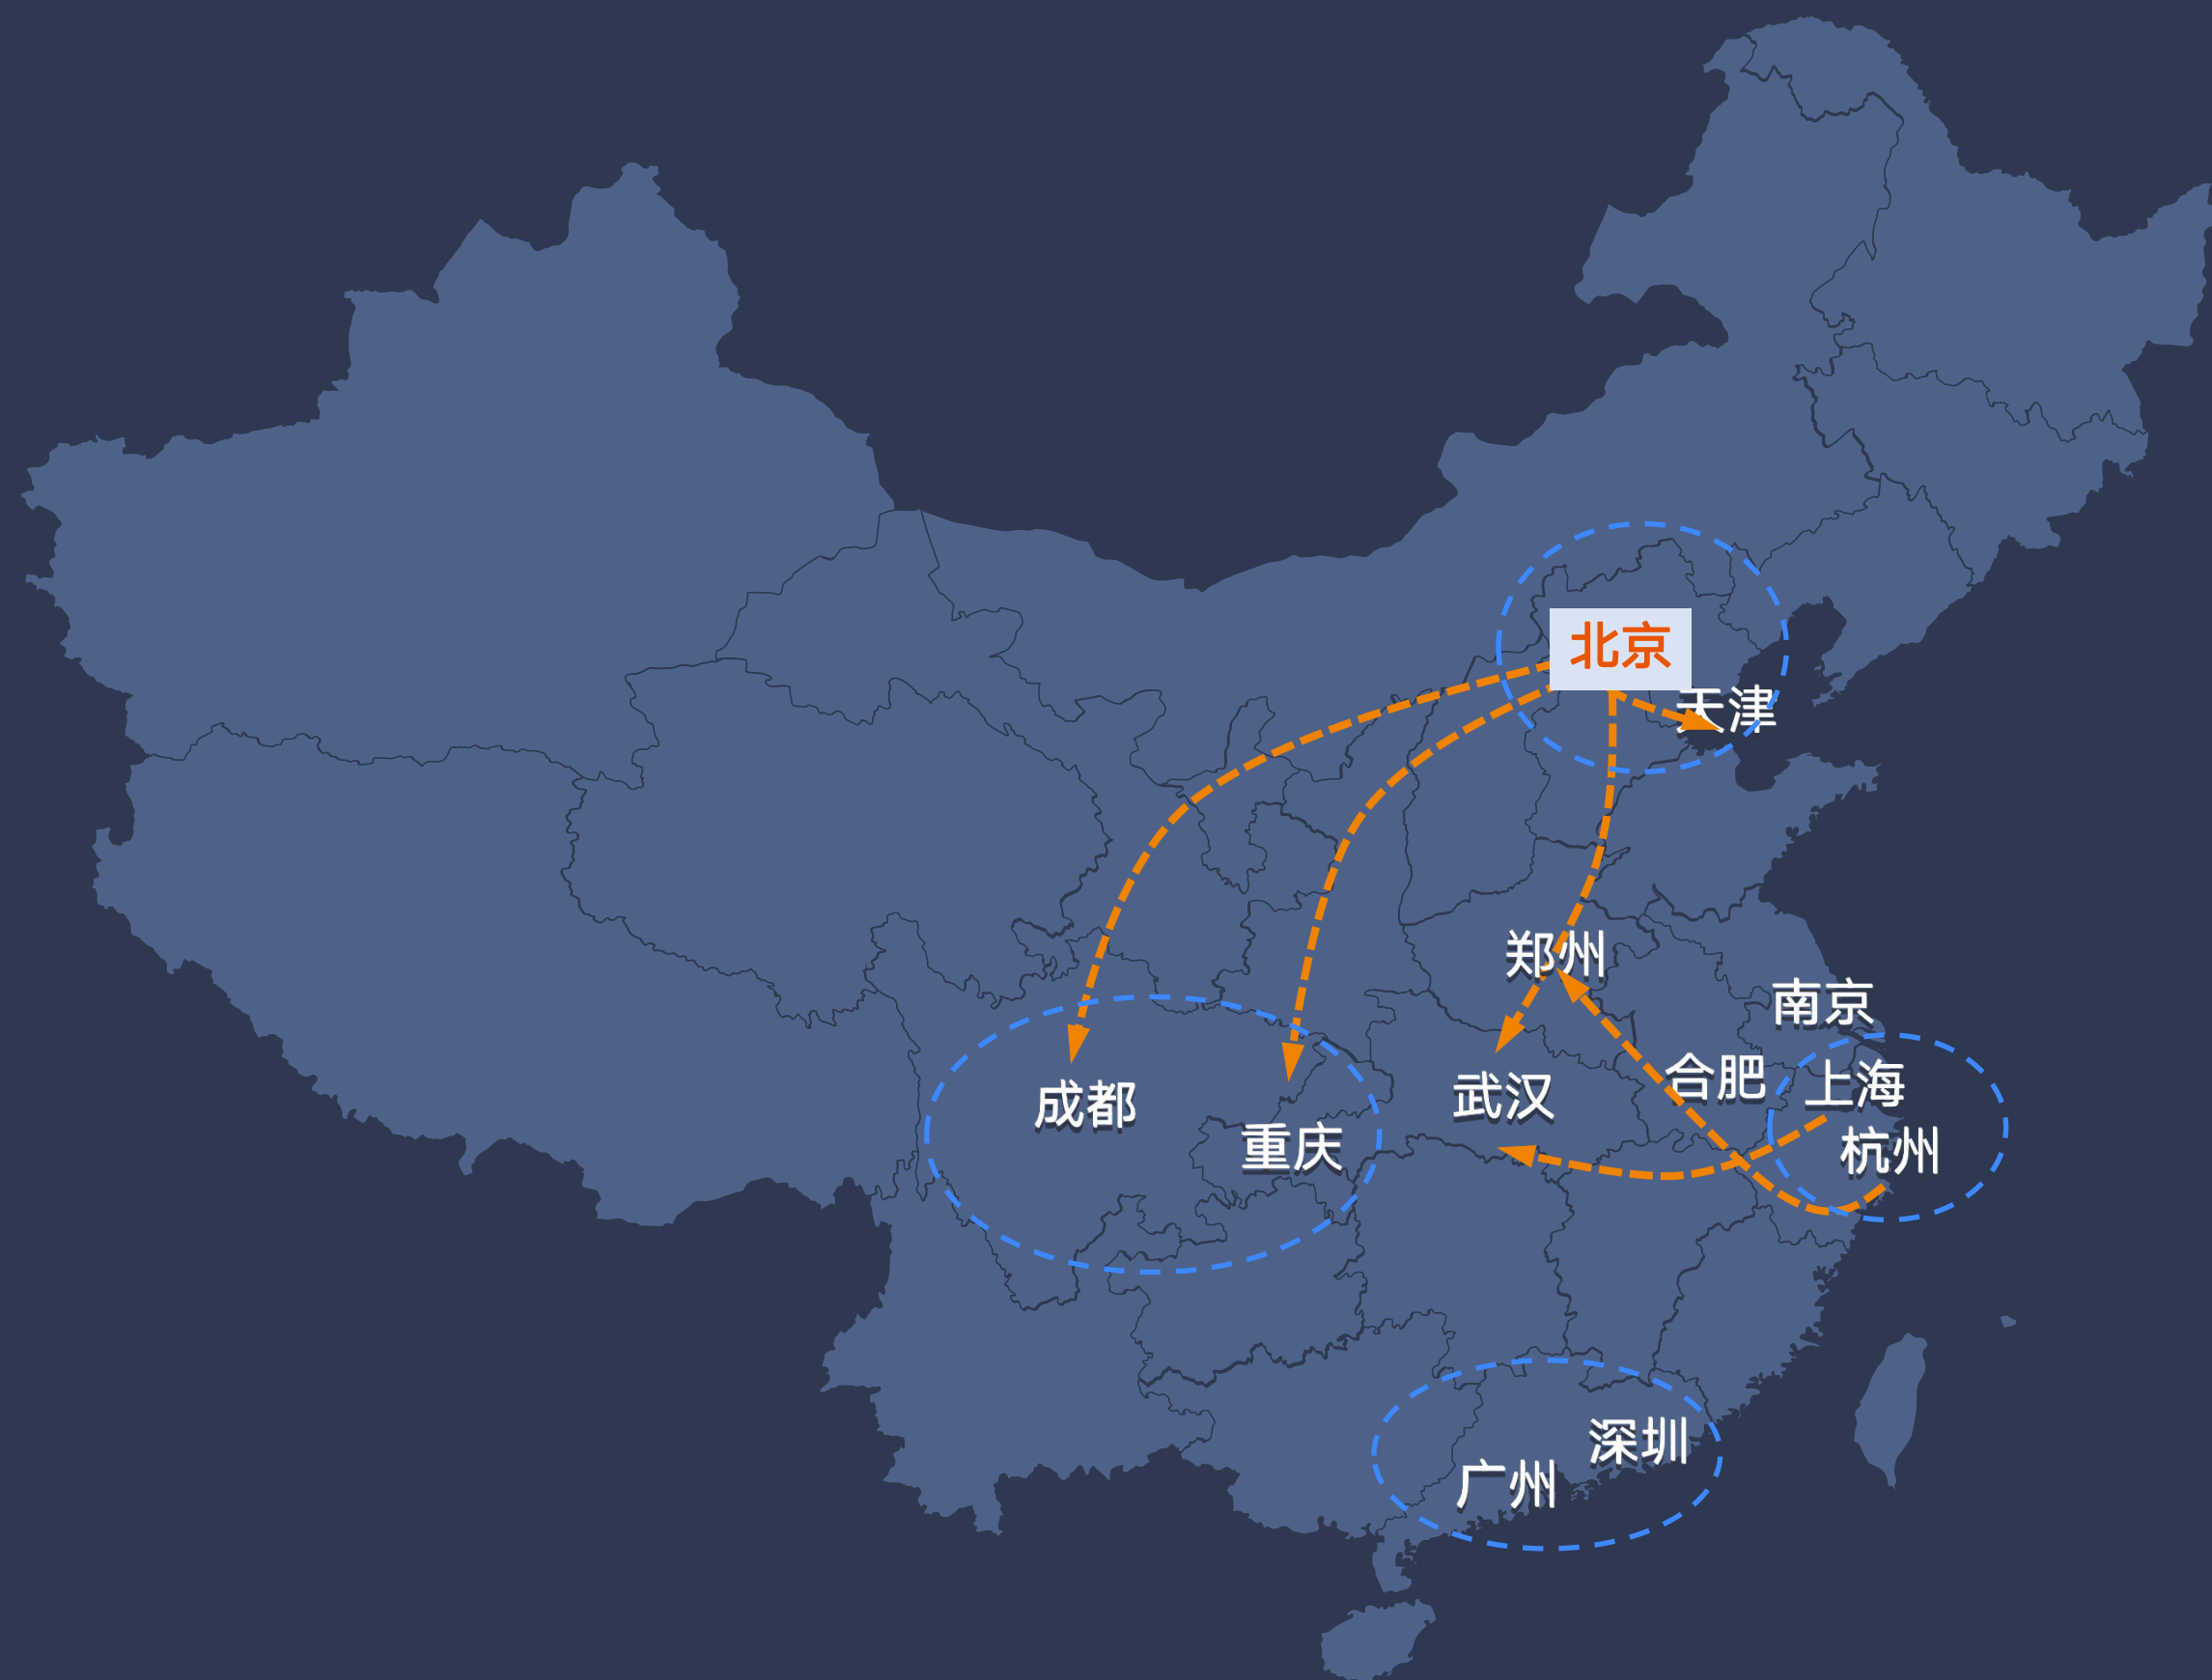 北京
天津
郑州
南京
合肥
上海
武汉
成都
杭州
重庆
深圳
广州